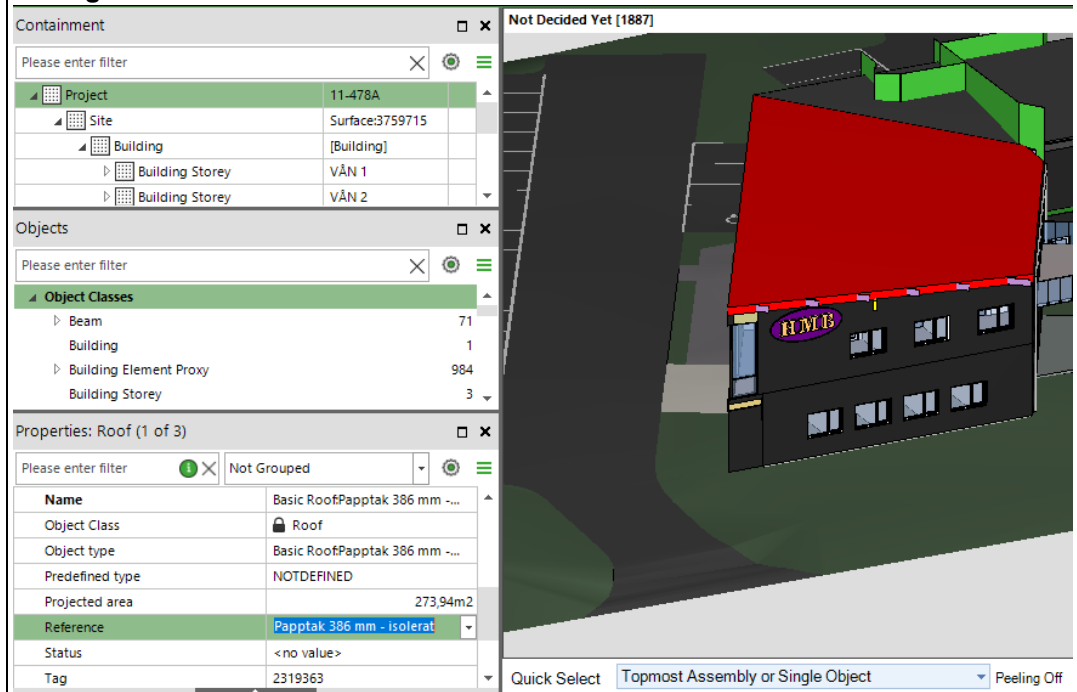 Containment
Please enter filter
Project 11-478A
Site Surface:3759715
Building [Building]
Building Storey VÅN 1
Building Storey VÅN 2
Objects
Please enter filter
Object Classes
Beam 71
Building 1
Building Element Proxy 984
Building Storey 3
Properties: Roof (1 of 3)
Please enter filter Not Grouped
Name Basic Roof:Papptak 386 mm -...
Object Class Roof
Object type Basic Roof:Papptak 386 mm -...
Predefined type NOTDEFINED
Projected area 273,94m2
Reference Papptak 386 mm - isolerat
Status <no value>
Tag 2319363
Not Decided Yet [1887]
HMB
Quick Select Topmost Assembly or Single Object Peeling Off